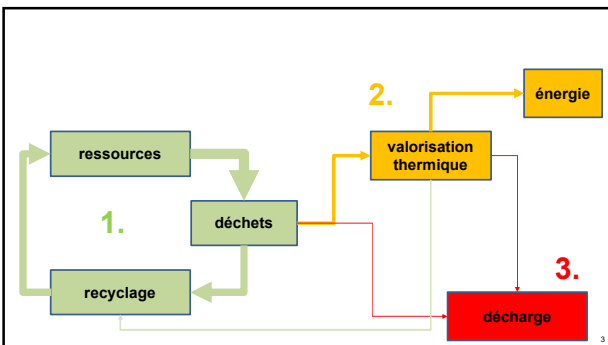 2.
énergie
ressources
valorisation
thermique
1.
déchets
3.
recyclage
décharge
3